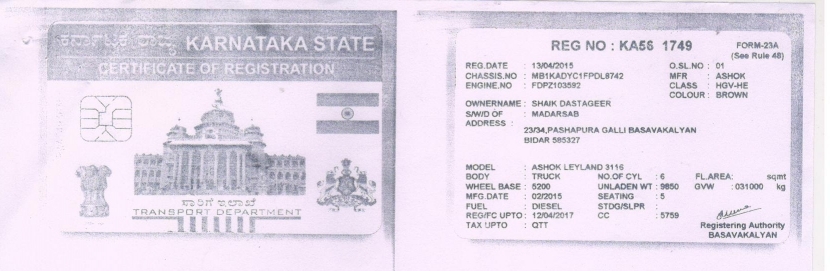 ಕರ್ನಾಟಕ ರಾಜ್ಯ KARNATAKA STATE
CERTIFICATE OF REGISTRATION
ಸಾರಿಗೆ ಇಲಾಖೆ
TRANSPORT DEPARTMENT
REG NO : KA56 1749 FORM-23A
(See Rule 48)
REG.DATE : 13/04/2015 O.SL.NO : 01
CHASSIS.NO : MB1KADYC1FPDL8742 MFR : ASHOK
ENGINE.NO : FDPZ103592 CLASS : HGV-HE
COLOUR : BROWN
OWNERNAME : SHAIK DASTAGEER
S/W/D OF : MADARSAB
ADDRESS :
23/34,PASHAPURA GALLI BASAVAKALYAN
BIDAR 585327
MODEL : ASHOK LEYLAND 3116
BODY : TRUCK NO.OF CYL : 6 FL.AREA: sqmt
WHEEL BASE : 5200 UNLADEN WT : 9850 GVW : 031000 kg
MFG.DATE : 02/2015 SEATING : 5
FUEL : DIESEL STDG/SLPR :
REG/FC UPTO : 12/04/2017 CC : 5759
TAX UPTO : QTT
Registering Authority
BASAVAKALYAN